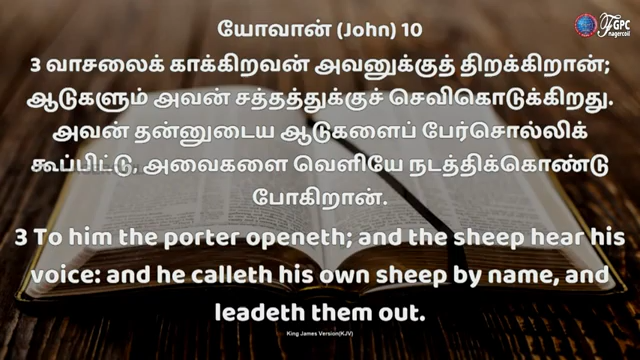 யோவான் (John) 10
3 வாசலைக் காக்கிறவன் அவனுக்குத் திறக்கிறான்;
ஆடுகளும் அவன் சத்தத்துக்குச் செவிகொடுக்கிறது.
அவன் தன்னுடைய ஆடுகளைப் பேர்சொல்லிக்
கூப்பிட்டு, அவைகளை வெளியே நடத்திக்கொண்டு
போகிறான்.
3 To him the porter openeth; and the sheep hear his
voice: and he calleth his own sheep by name, and
leadeth them out.
King James Version(KJV)
FGPC
nagercoil